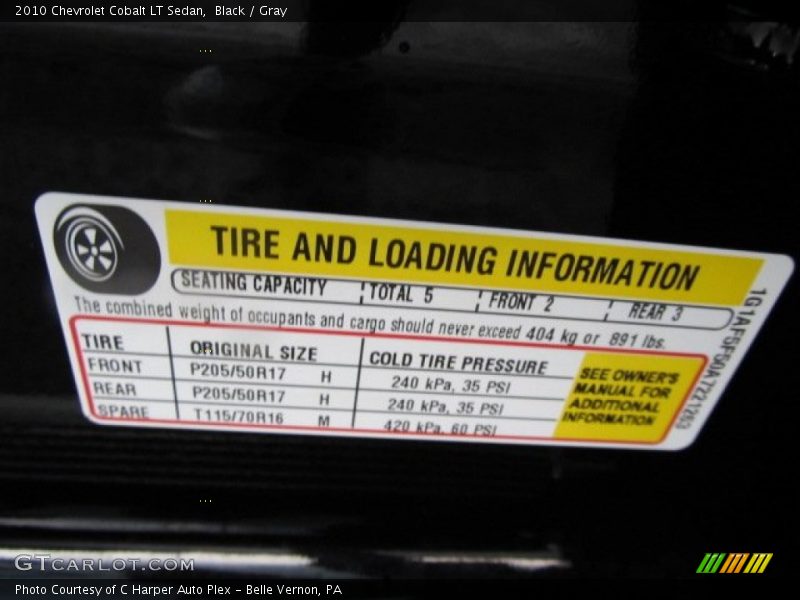 2010 Chevrolet Cobalt LT Sedan, Black / Gray
TIRE AND LOADING INFORMATION
SEATING CAPACITY TOTAL 5 FRONT 2 REAR 3
The combined weight of occupants and cargo should never exceed 404 kg or 891 lbs.
TIRE ORIGINAL SIZE COLD TIRE PRESSURE
FRONT P205/50R17 H 240 kPa, 35 PSI
REAR P205/50R17 H 240 kPa, 35 PSI
SPARE T115/70R16 M 420 kPa, 60 PSI
SEE OWNER'S
MANUAL FOR
ADDITIONAL
INFORMATION
GTCARLOT.COM
Photo Courtesy of C Harper Auto Plex - Belle Vernon, PA